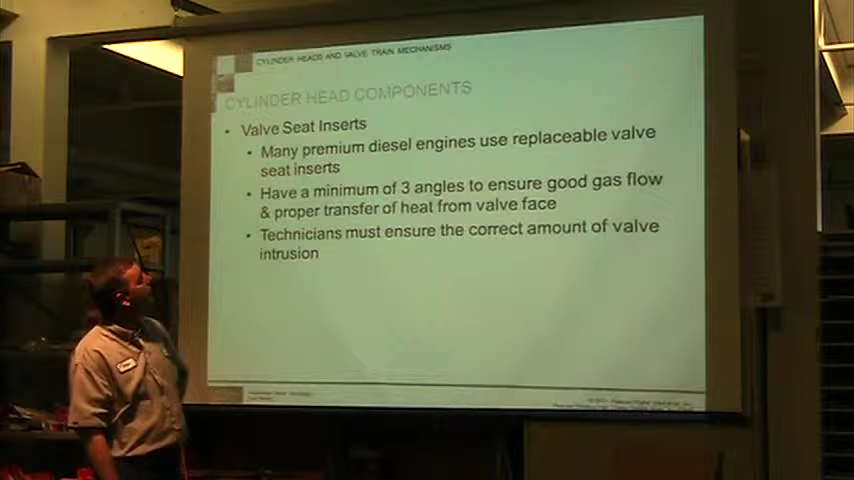 CYLINDER HEADS AND VALVE TRAIN MECHANISMS
CYLINDER HEAD COMPONENTS
• Valve Seat Inserts
• Many premium diesel engines use replaceable valve
seat inserts
• Have a minimum of 3 angles to ensure good gas flow
& proper transfer of heat from valve face
• Technicians must ensure the correct amount of valve
intrusion